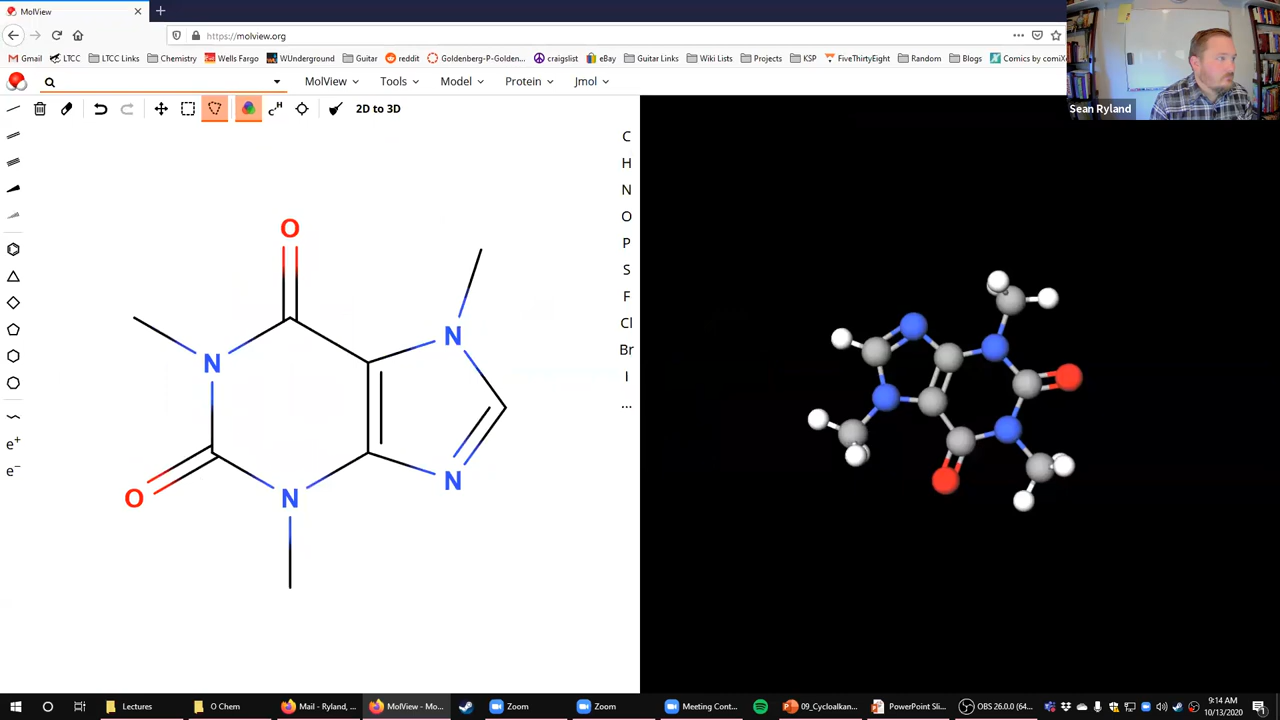 MolView
https://molview.org
Gmail LTCC LTCC Links Chemistry Wells Fargo WUnderground Guitar reddit Goldenberg-P-Golden... craigslist eBay Guitar Links Projects Wiki Lists KSP FiveThirtyEight Random Blogs Comics by comiXo
MolView Tools Model Protein Jmol
2D to 3D
Sean Ryland
C
H
N
O
P
S
F
Cl
Br
I
...
e+
e−
O
N
N
O
N
N
Lectures O Chem Mail - Ryland, ... MolView - Mo... Zoom Zoom Meeting Cont... 09_Cycloalkan... PowerPoint Sli... OBS 26.0.0 (64...
9:14 AM
10/13/2020